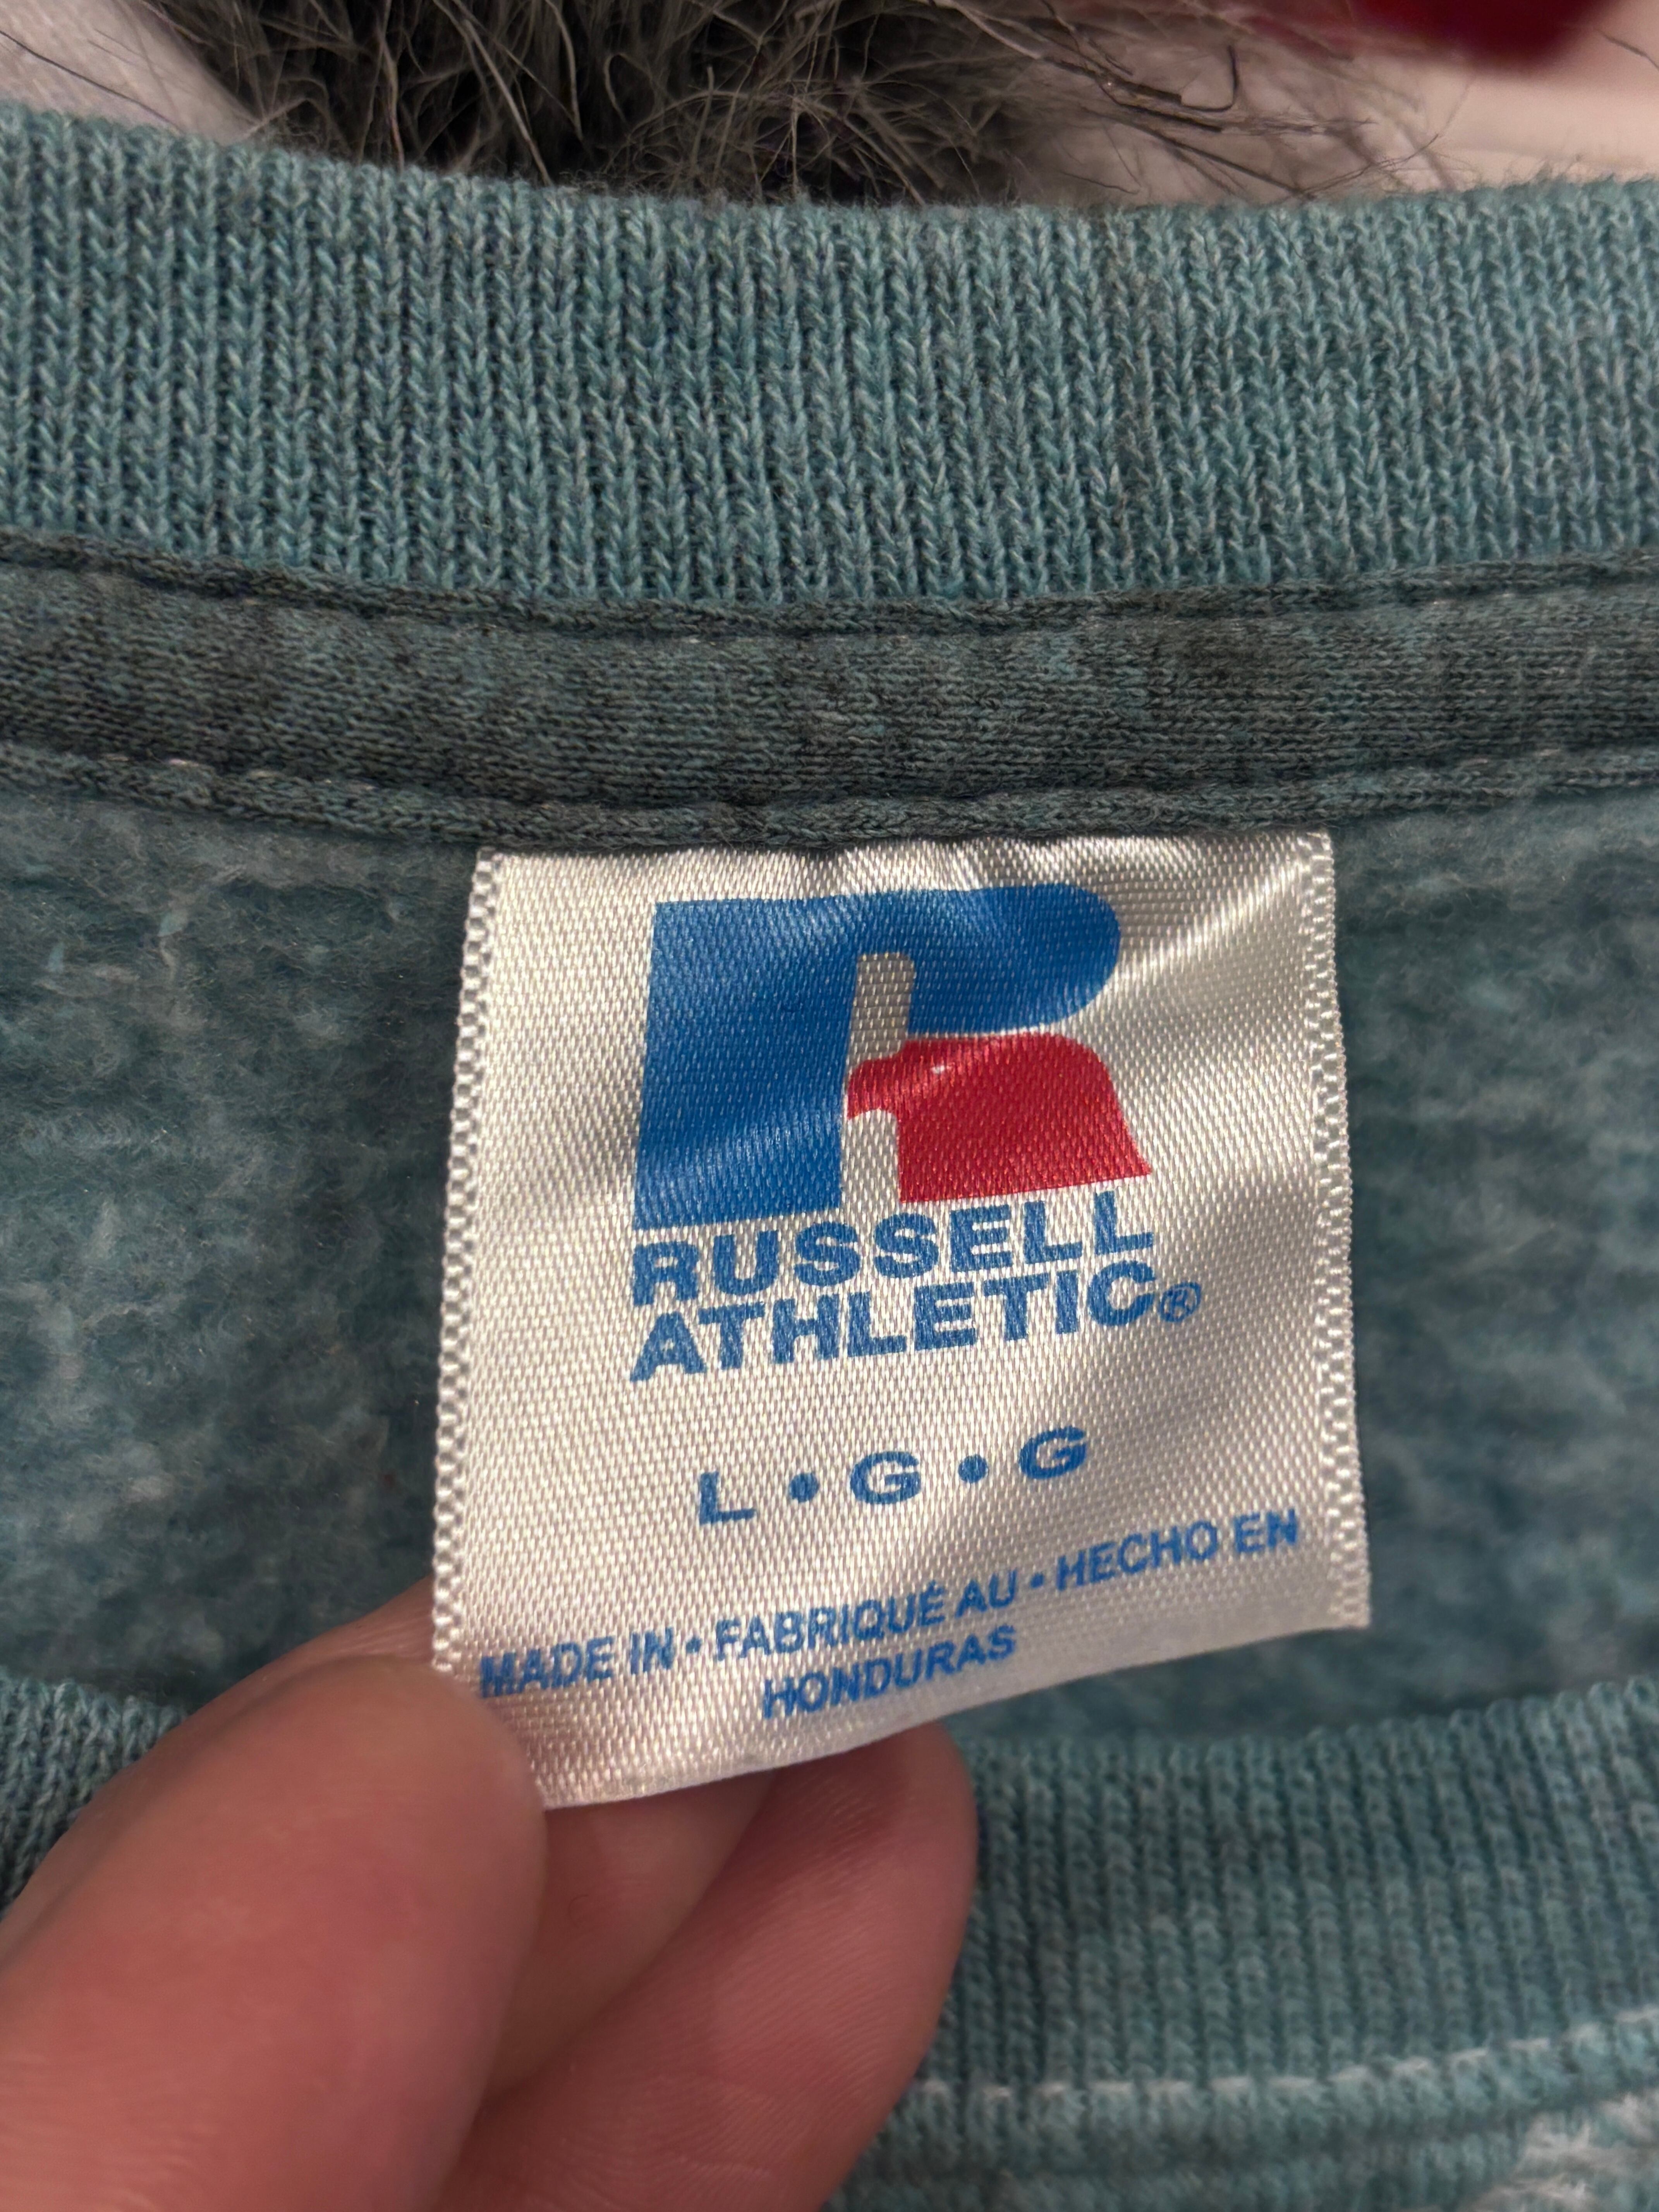 RUSSELL
ATHLETIC®
L • G • G
MADE IN • FABRIQUÉ AU • HECHO EN
HONDURAS